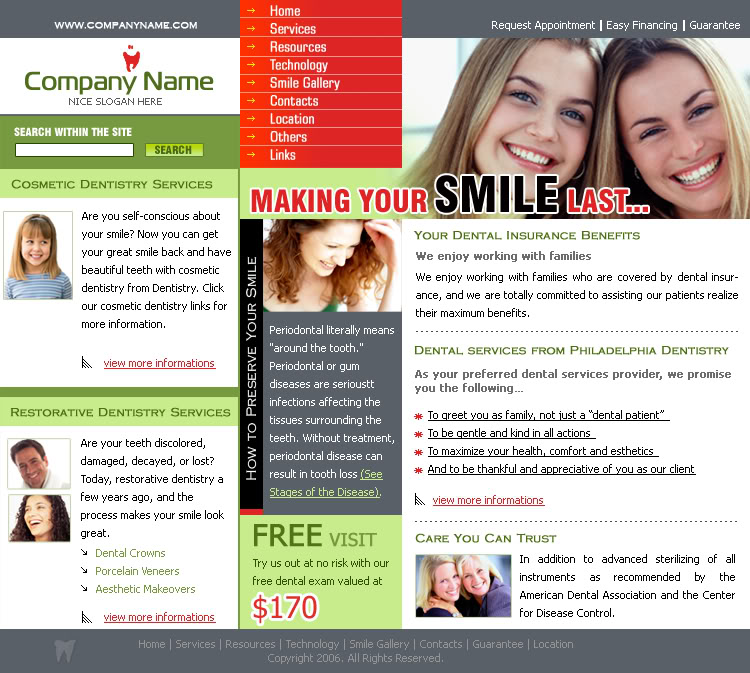 www.companyname.com
Company Name
NICE SLOGAN HERE
SEARCH WITHIN THE SITE
SEARCH
Home
Services
Resources
Technology
Smile Gallery
Contacts
Location
Others
Links
Request Appointment | Easy Financing | Guarantee
MAKING YOUR SMILE LAST...
Cosmetic Dentistry Services
Are you self-conscious about
your smile? Now you can get
your great smile back and have
beautiful teeth with cosmetic
dentistry from Dentistry. Click
our cosmetic dentistry links for
more information.
view more informations
Restorative Dentistry Services
Are your teeth discolored,
damaged, decayed, or lost?
Today, restorative dentistry a
few years ago, and the
process makes your smile look
great.
Dental Crowns
Porcelain Veneers
Aesthetic Makeovers
view more informations
How to Preserve Your Smile
Periodontal literally means
"around the tooth."
Periodontal or gum
diseases are serioustt
infections affecting the
tissues surrounding the
teeth. Without treatment,
periodontal disease can
result in tooth loss (See
Stages of the Disease).
FREE VISIT
Try us out at no risk with our
free dental exam valued at
$170
Your Dental Insurance Benefits
We enjoy working with families
We enjoy working with families who are covered by dental insur-
ance, and we are totally committed to assisting our patients realize
their maximum benefits.
Dental services from Philadelphia Dentistry
As your preferred dental services provider, we promise
you the following...
To greet you as family, not just a “dental patient”
To be gentle and kind in all actions
To maximize your health, comfort and esthetics
And to be thankful and appreciative of you as our client
view more informations
Care You Can Trust
In addition to advanced sterilizing of all
instruments as recommended by the
American Dental Association and the Center
for Disease Control.
Home | Services | Resources | Technology | Smile Gallery | Contacts | Guarantee | Location
Copyright 2006. All Rights Reserved.